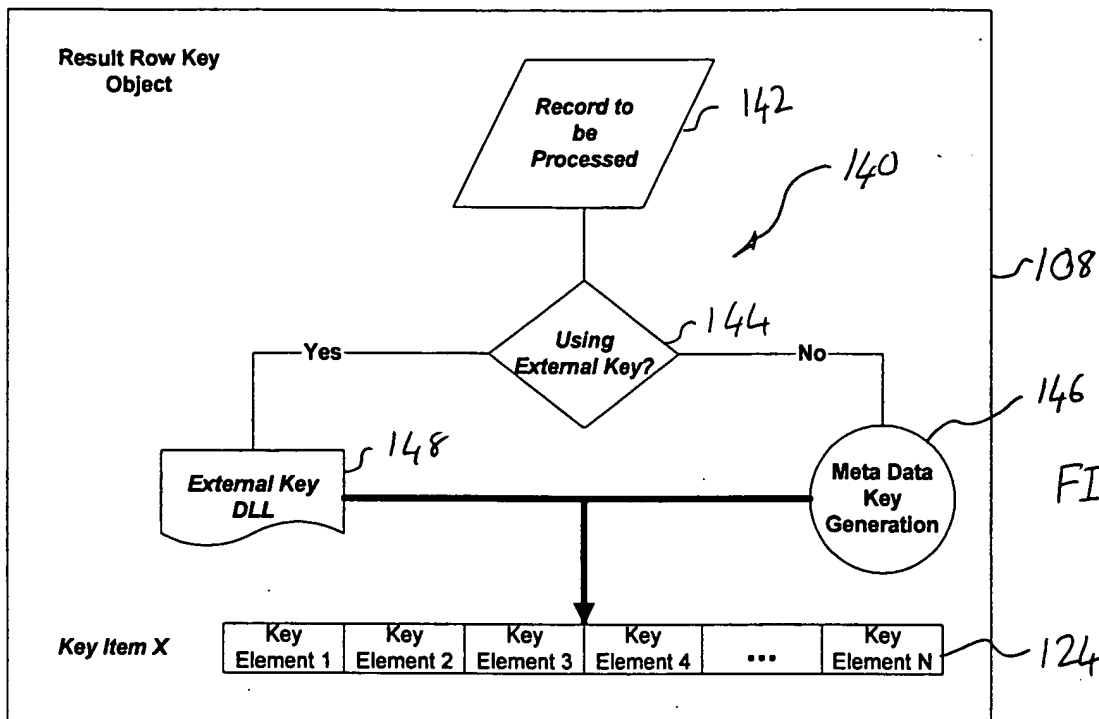 Result Row Key
Object
Record to
be
Processed
142
140
108
Using
External Key?
144
Yes
No
146
External Key
DLL
148
Meta Data
Key
Generation
FI
Key Item X
Key
Element 1
Key
Element 2
Key
Element 3
Key
Element 4
...
Key
Element N
124